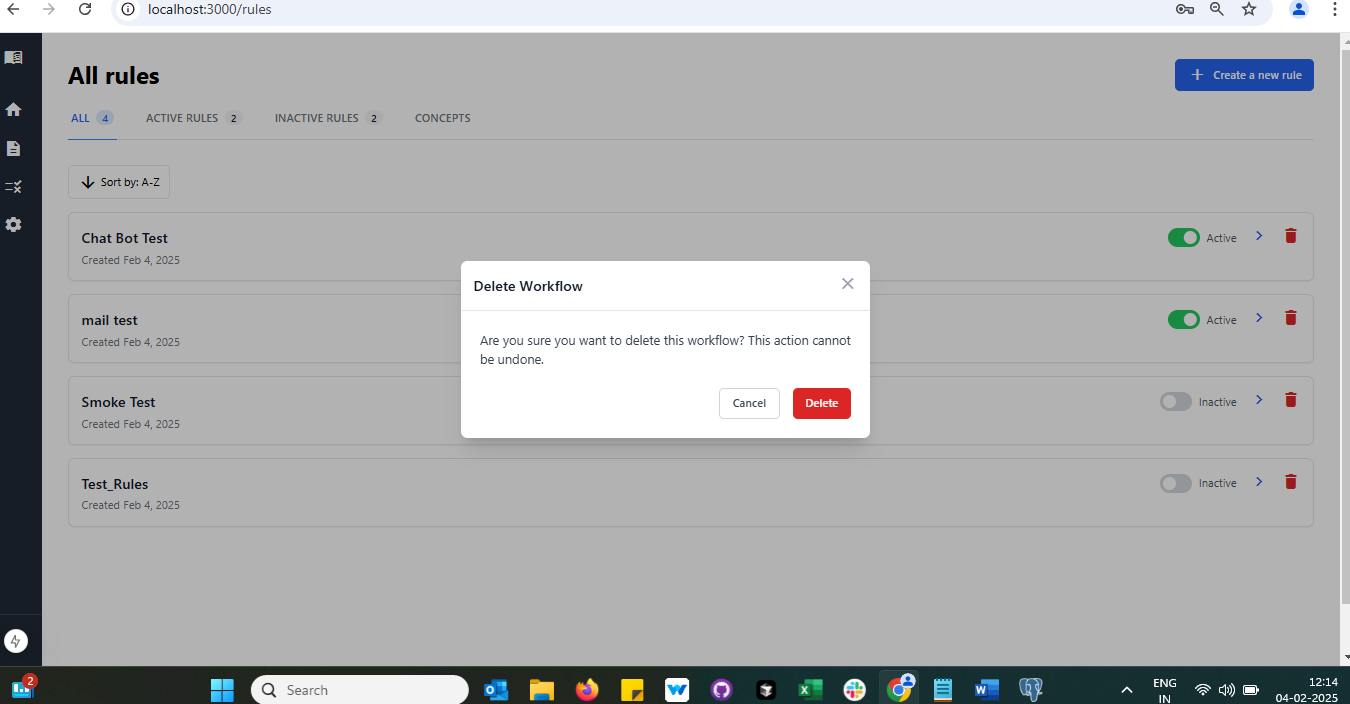 localhost:3000/rules
All rules
Create a new rule
ALL 4 ACTIVE RULES 2 INACTIVE RULES 2 CONCEPTS
Sort by: A-Z
Chat Bot Test
Active
Created Feb 4, 2025
Delete Workflow
mail test
Active
Created Feb 4, 2025
Are you sure you want to delete this workflow? This action cannot
be undone.
Cancel
Delete
Smoke Test
Inactive
Created Feb 4, 2025
Test_Rules
Inactive
Created Feb 4, 2025
2
Search
ENG
IN
12:14
04-02-2025